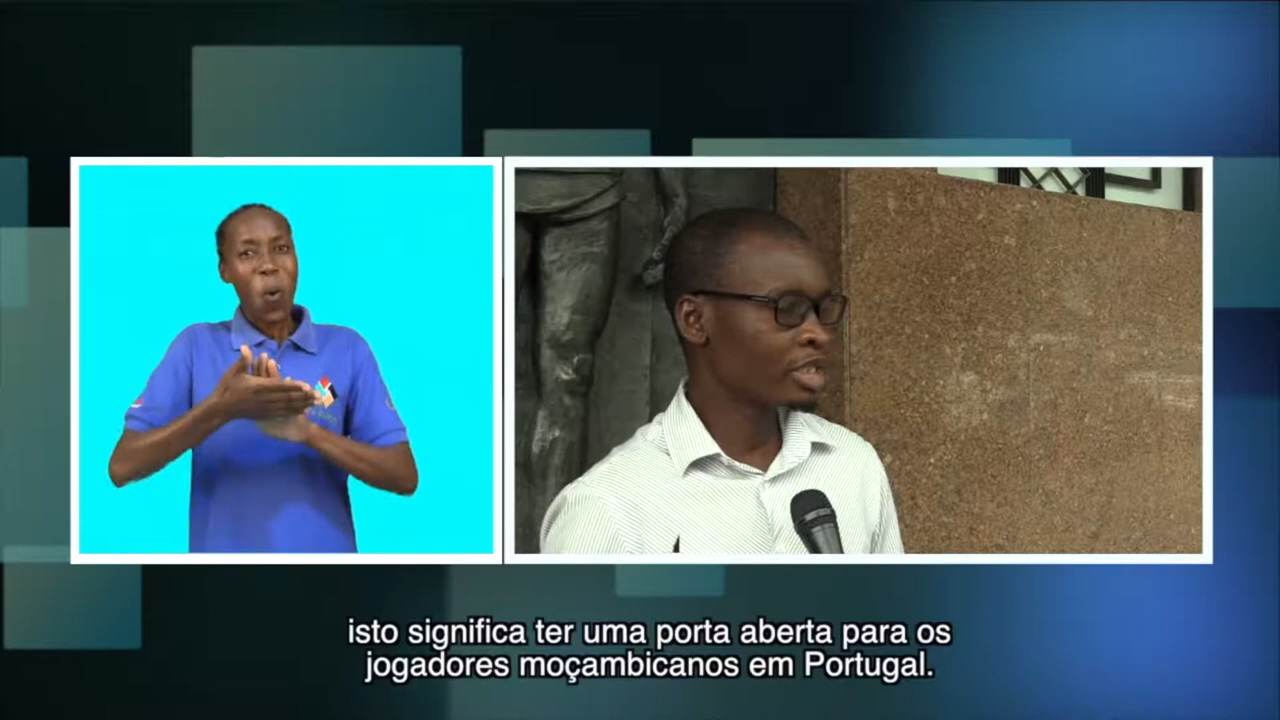 isto significa ter uma porta aberta para os
jogadores moçambicanos em Portugal.